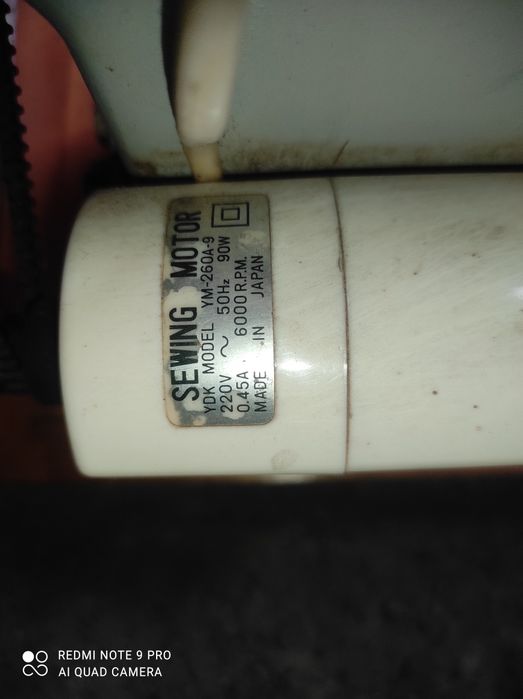 SEWING MOTOR
YDK MODEL YM-260A-9
220V ~ 50Hz 90W
0.45A 6000 R.P.M.
MADE IN JAPAN
REDMI NOTE 9 PRO
AI QUAD CAMERA